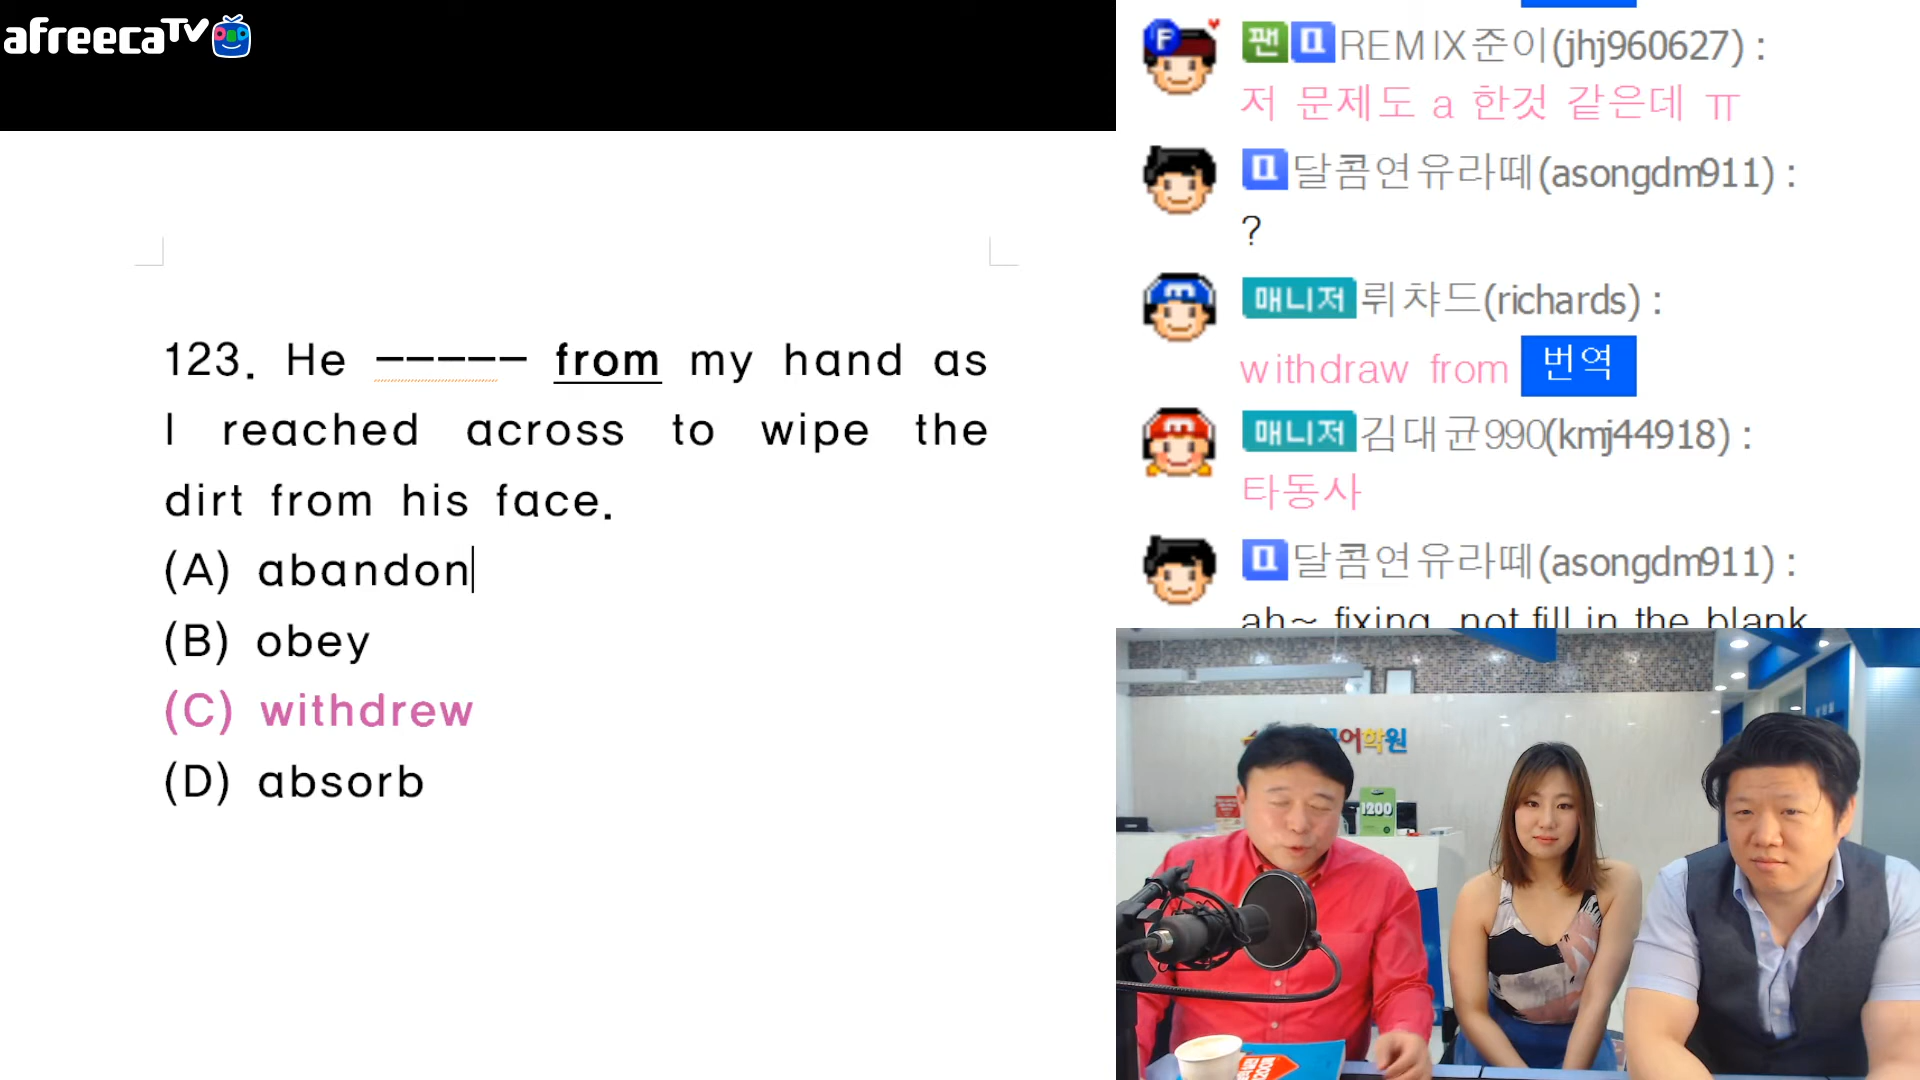 afreecaTV
123. He ----- from my hand as
I reached across to wipe the
dirt from his face.
(A) abandon
(B) obey
(C) withdrew
(D) absorb
팬 REMIX준이(jhj960627) :
저 문제도 a 한것 같은데 ㅠ
달콤연유라떼(asongdm911) :
?
매니저 뤼챠드(richards) :
withdraw from 번역
매니저 김대균990(kmj44918) :
타동사
달콤연유라떼(asongdm911) :
ah~ fixing, not fill in the blank
어학원
1200